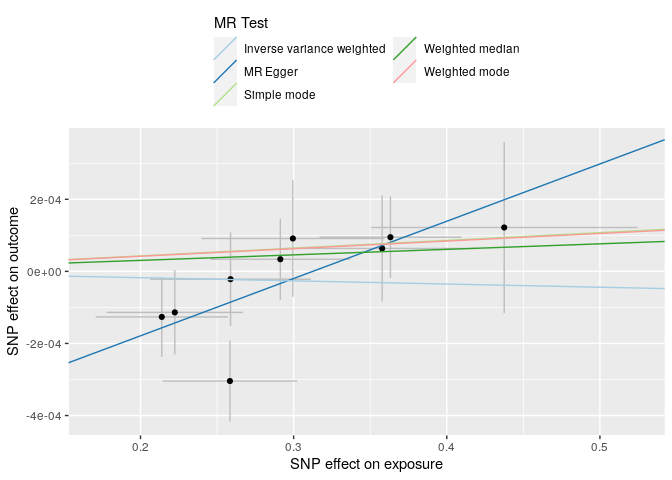 MR Test
Inverse variance weighted
Weighted median
MR Egger
Weighted mode
Simple mode
SNP effect on outcome
2e-04
0e+00
-2e-04
-4e-04
0.2
0.3
0.4
0.5
SNP effect on exposure